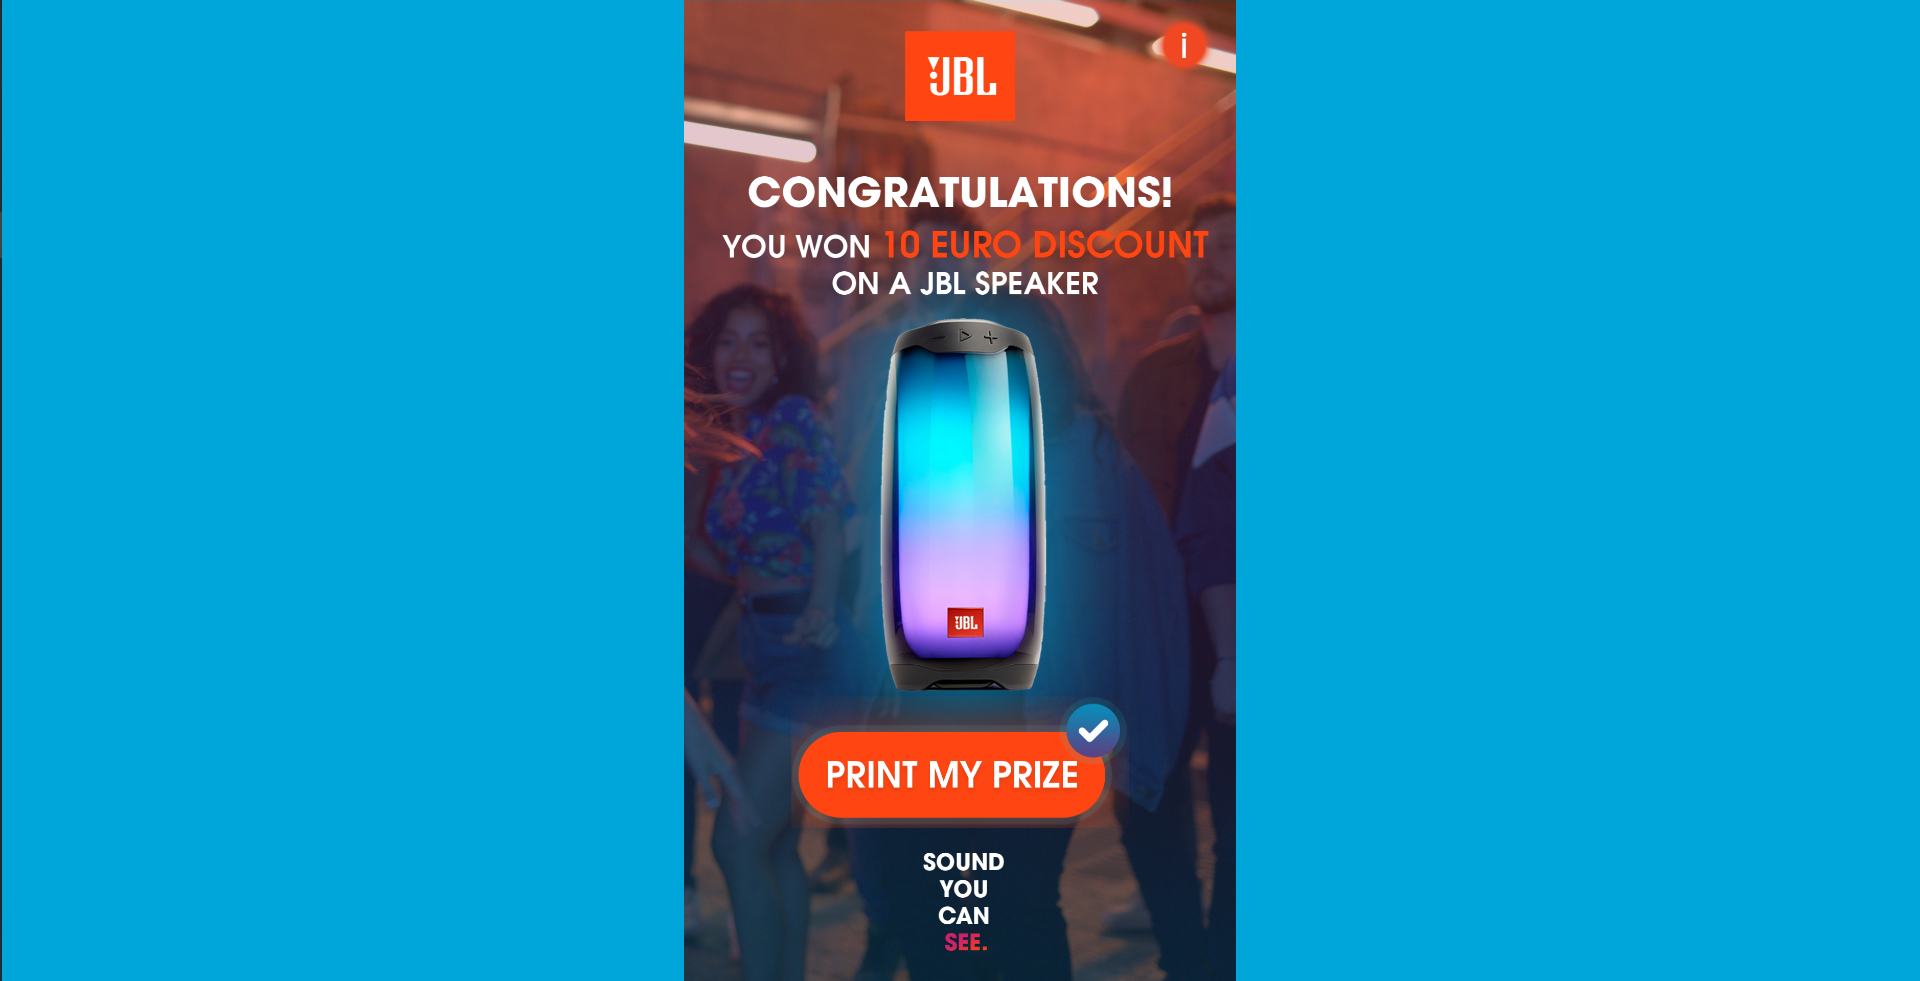 JBL
i
CONGRATULATIONS!
YOU WON 10 EURO DISCOUNT
ON A JBL SPEAKER
JBL
PRINT MY PRIZE
SOUND
YOU
CAN
SEE.